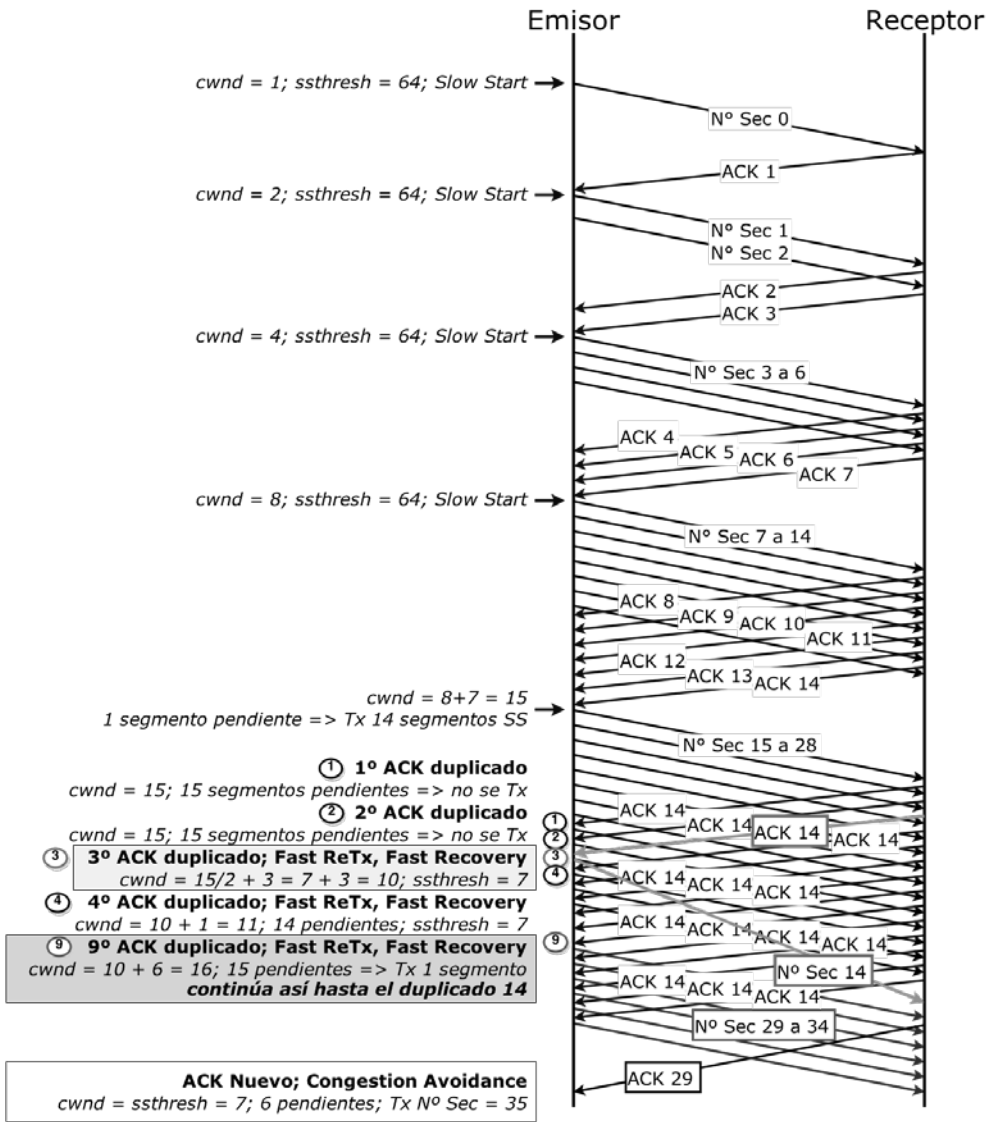 Emisor
Receptor
cwnd = 1; ssthresh = 64; Slow Start
Nº Sec 0
ACK 1
cwnd = 2; ssthresh = 64; Slow Start
Nº Sec 1
Nº Sec 2
ACK 2
ACK 3
cwnd = 4; ssthresh = 64; Slow Start
Nº Sec 3 a 6
ACK 4
ACK 5
ACK 6
ACK 7
cwnd = 8; ssthresh = 64; Slow Start
Nº Sec 7 a 14
ACK 8
ACK 9
ACK 10
ACK 11
ACK 12
ACK 13
ACK 14
cwnd = 8+7 = 15
1 segmento pendiente => Tx 14 segmentos SS
Nº Sec 15 a 28
1 1º ACK duplicado
cwnd = 15; 15 segmentos pendientes => no se Tx
2 2º ACK duplicado
cwnd = 15; 15 segmentos pendientes => no se Tx
3 3º ACK duplicado; Fast ReTx, Fast Recovery
cwnd = 15/2 + 3 = 7 + 3 = 10; ssthresh = 7
4 4º ACK duplicado; Fast ReTx, Fast Recovery
cwnd = 10 + 1 = 11; 14 pendientes; ssthresh = 7
9 9º ACK duplicado; Fast ReTx, Fast Recovery
cwnd = 10 + 6 = 16; 15 pendientes => Tx 1 segmento
continúa así hasta el duplicado 14
1
2
3
4
9
ACK 14
ACK 14
ACK 14
ACK 14
ACK 14
ACK 14
ACK 14
ACK 14
ACK 14
ACK 14
ACK 14
Nº Sec 14
ACK 14
ACK 14
ACK 14
Nº Sec 29 a 34
ACK 29
ACK Nuevo; Congestion Avoidance
cwnd = ssthresh = 7; 6 pendientes; Tx Nº Sec = 35